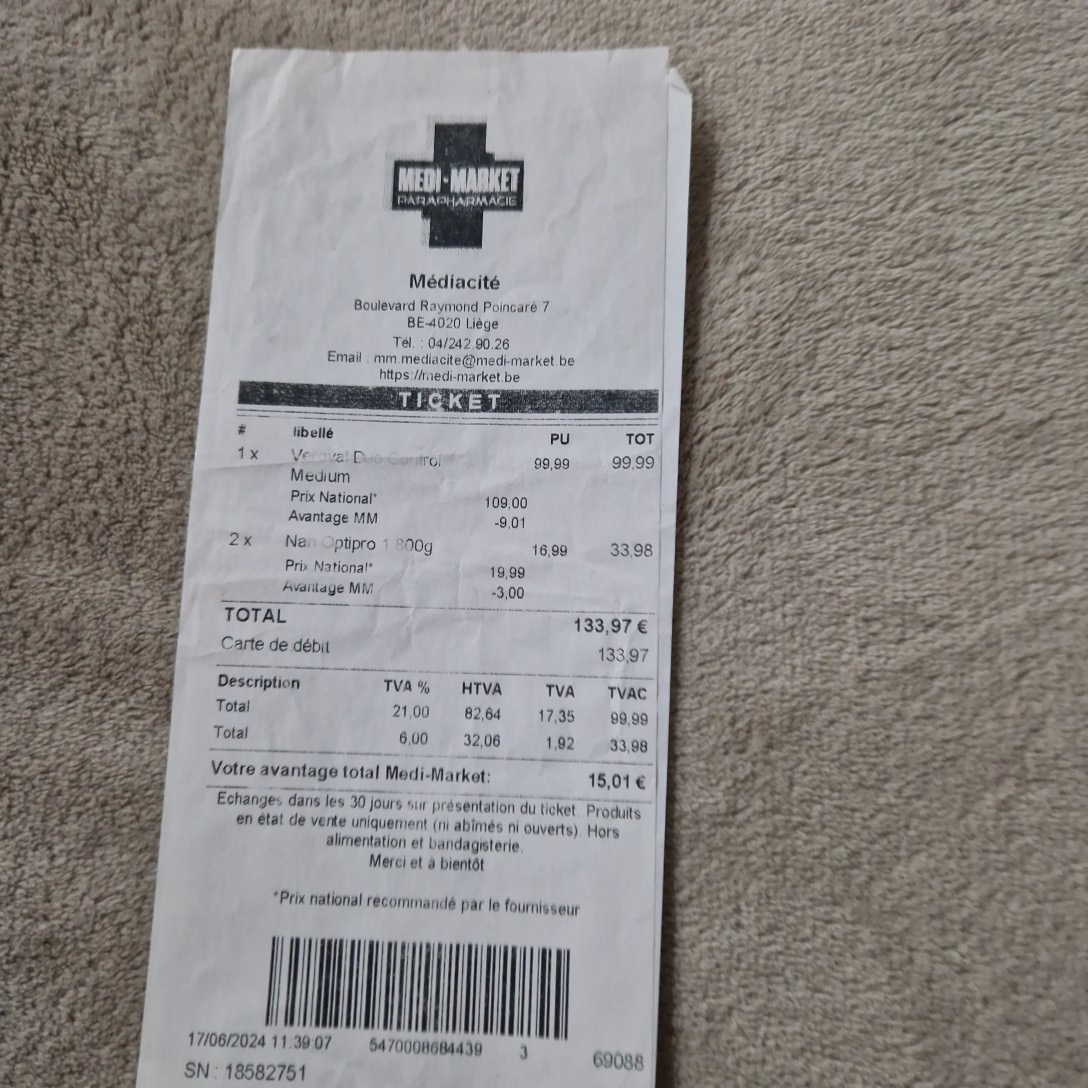 MEDI-MARKET
PARAPHARMACIE
Médiacité
Boulevard Raymond Poincaré 7
BE-4020 Liège
Tél. : 04/242.90.26
Email : mm.mediacite@medi-market.be
https://medi-market.be
TICKET
# libellé PU TOT
1 x Veroval Duo Control 99,99 99,99
Medium
Prix National* 109,00
Avantage MM -9,01
2 x Nan Optipro 1 800g 16,99 33,98
Prix National* 19,99
Avantage MM -3,00
TOTAL 133,97 €
Carte de débit 133,97
Description TVA % HTVA TVA TVAC
Total 21,00 82,64 17,35 99,99
Total 6,00 32,06 1,92 33,98
Votre avantage total Medi-Market: 15,01 €
Echanges dans les 30 jours sur présentation du ticket. Produits
en état de vente uniquement (ni abîmés ni ouverts). Hors
alimentation et bandagisterie.
Merci et à bientôt
*Prix national recommandé par le fournisseur
17/06/2024 11:39:07 5470008684439 3 69088
SN : 18582751